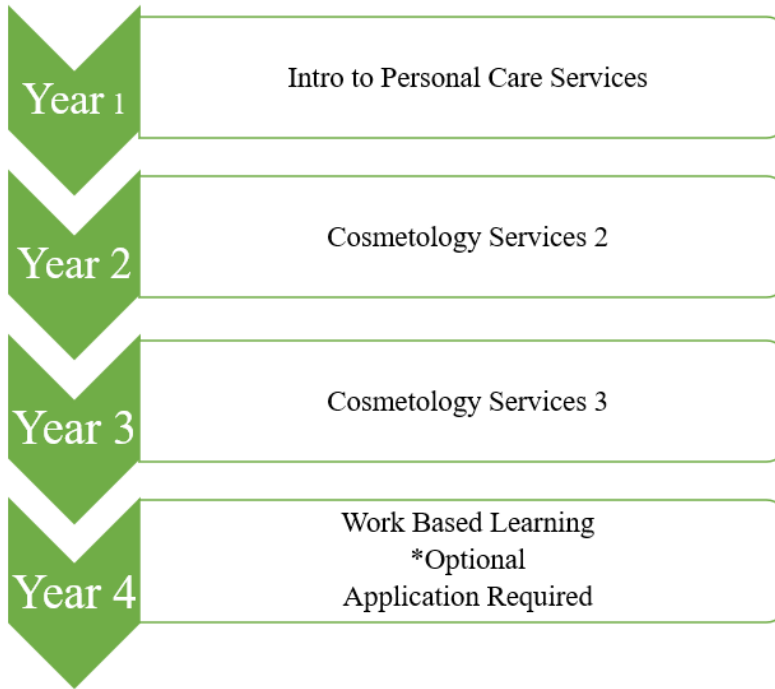 Year 1
Intro to Personal Care Services
Year 2
Cosmetology Services 2
Year 3
Cosmetology Services 3
Year 4
Work Based Learning
*Optional
Application Required